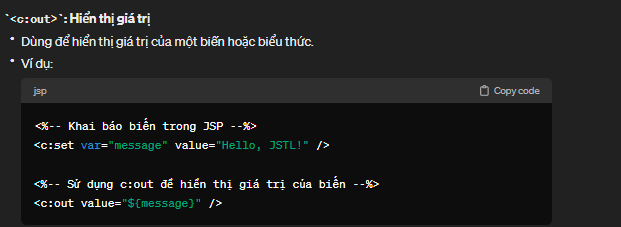 `<c:out>`: Hiển thị giá trị
• Dùng để hiển thị giá trị của một biến hoặc biểu thức.
• Ví dụ:
jsp Copy code
<%-- Khai báo biến trong JSP --%>
<c:set var="message" value="Hello, JSTL!" />
<%-- Sử dụng c:out để hiển thị giá trị của biến --%>
<c:out value="${message}" />